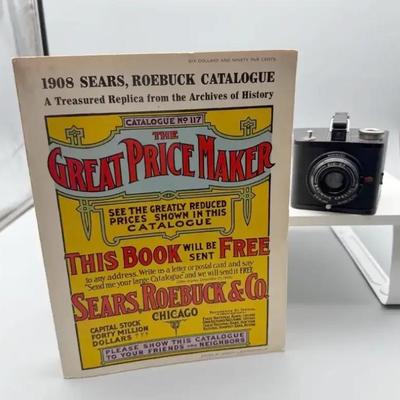 SIX DOLLARS AND NINETY FIVE CENTS
1908 SEARS, ROEBUCK CATALOGUE
A Treasured Replica from the Archives of History
CATALOGUE No 117
THE
GREAT PRICE MAKER
SEE THE GREATLY REDUCED
PRICES SHOWN IN THIS
CATALOGUE
THIS BOOK WILL BE SENT FREE
to any address. Write us a letter or postal card and say
"Send me your large Catalogue" and we will send it FREE
SEARS, ROEBUCK & CO.
CHICAGO
CAPITAL STOCK
FORTY MILLION
DOLLARS
PLEASE SHOW THIS CATALOGUE
TO YOUR FRIENDS AND NEIGHBORS